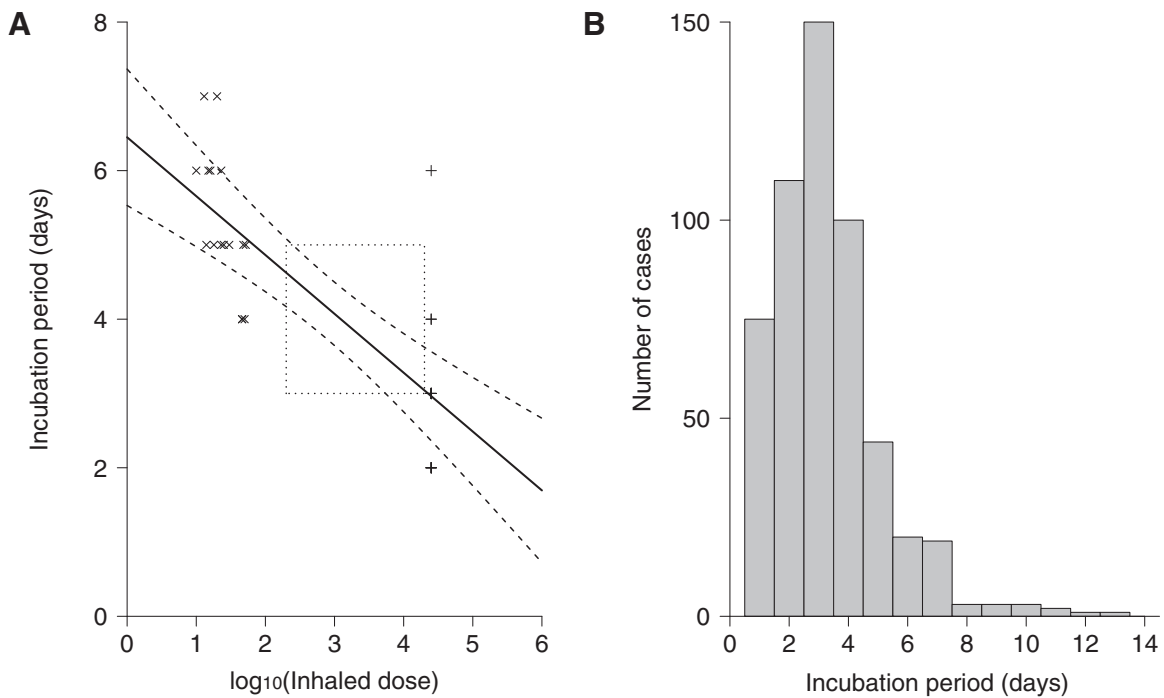 A
8
6
4
2
0
Incubation period (days)
0 1 2 3 4 5 6
log10(Inhaled dose)
B
150
100
50
0
Number of cases
0 2 4 6 8 10 12 14
Incubation period (days)